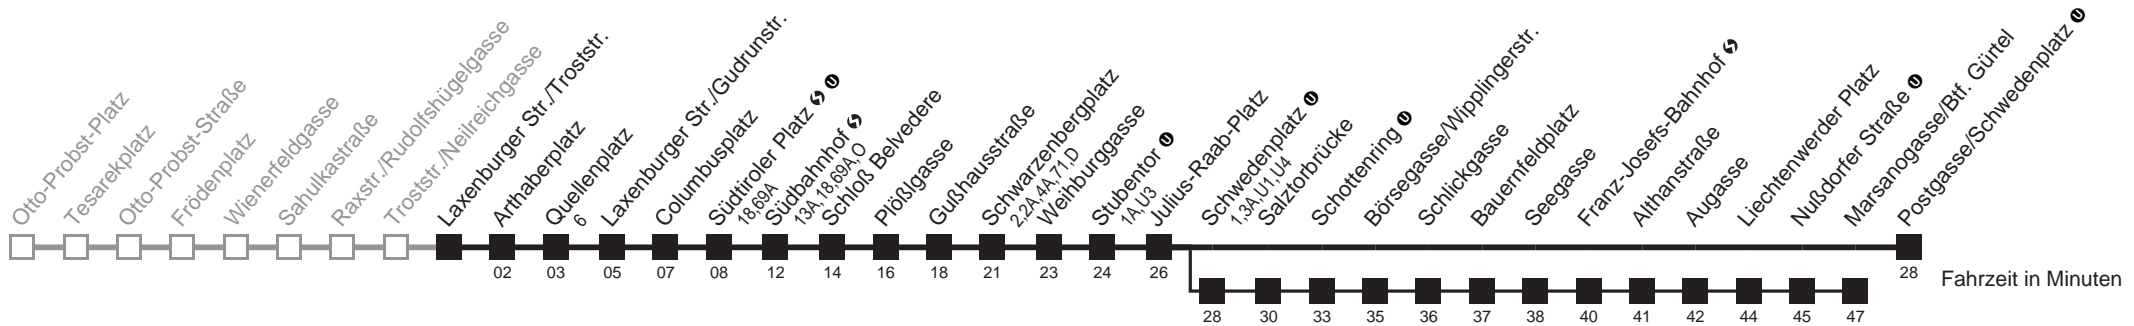 Otto-Probst-Platz
Tesarekplatz
Otto-Probst-Straße
Frödenplatz
Wienerfeldgasse
Sahulkastraße
Raxstr./Rudolfshügelgasse
Troststr./Neilreichgasse
Laxenburger Str./Troststr.
Arthaberplatz
Quellenplatz
6
Laxenburger Str./Gudrunstr.
Columbusplatz
Südtiroler Platz S U
18,69A
Südbahnhof S
13A,18,69A,O
Schloß Belvedere
Plößlgasse
Gußhausstraße
Schwarzenbergplatz
2,2A,4A,71,D
Weihburggasse
Stubentor U
1A,U3
Julius-Raab-Platz
Schwedenplatz U
1,3A,U1,U4
Salztorbrücke
Schottenring U
Börsegasse/Wipplingerstr.
Schlickgasse
Bauernfeldplatz
Seegasse
Franz-Josefs-Bahnhof S
Althanstraße
Augasse
Liechtenwerder Platz
Nußdorfer Straße U
Marsanogasse/Btf. Gürtel
Postgasse/Schwedenplatz U
02 03 05 07 08 12 14 16 18 21 23 24 26 28
Fahrzeit in Minuten
28 30 33 35 36 37 38 40 41 42 44 45 47